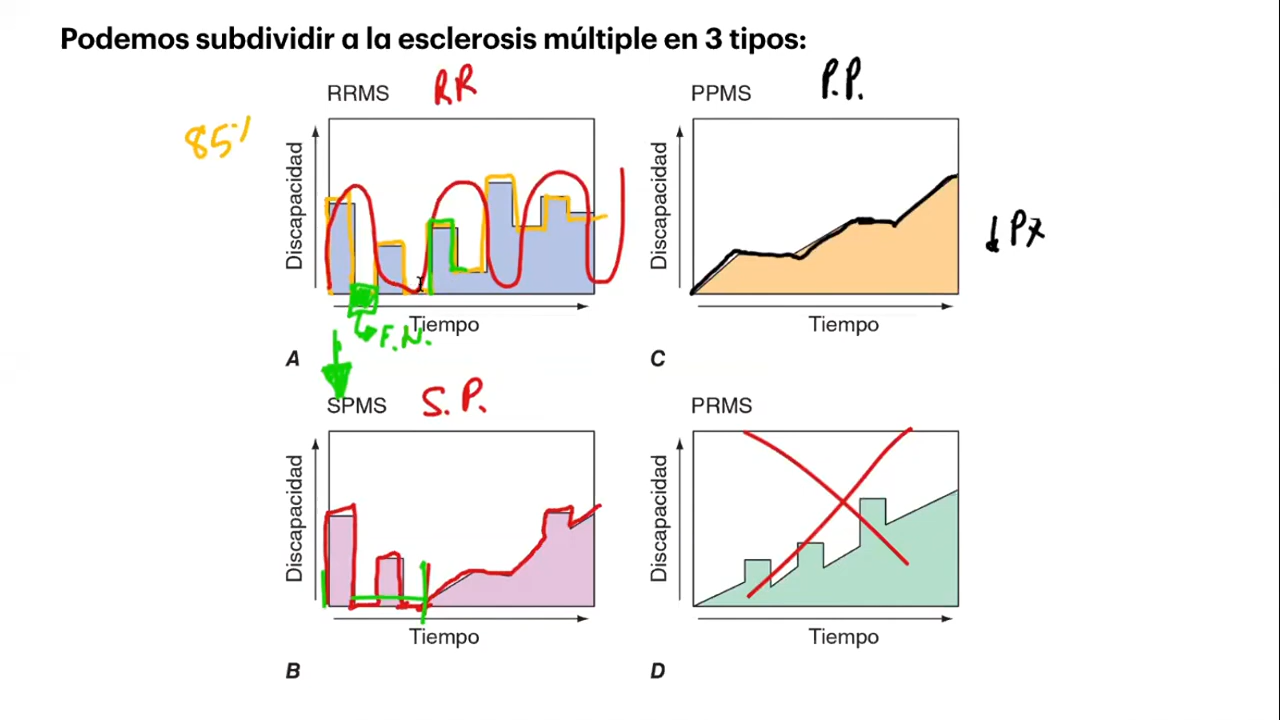 Podemos subdividir a la esclerosis múltiple en 3 tipos:
RRMS
RR
85%
Discapacidad
Tiempo
F.N.
A
PPMS
P.P.
Discapacidad
↓ Px
Tiempo
C
SPMS
S.P.
Discapacidad
Tiempo
B
PRMS
Discapacidad
Tiempo
D